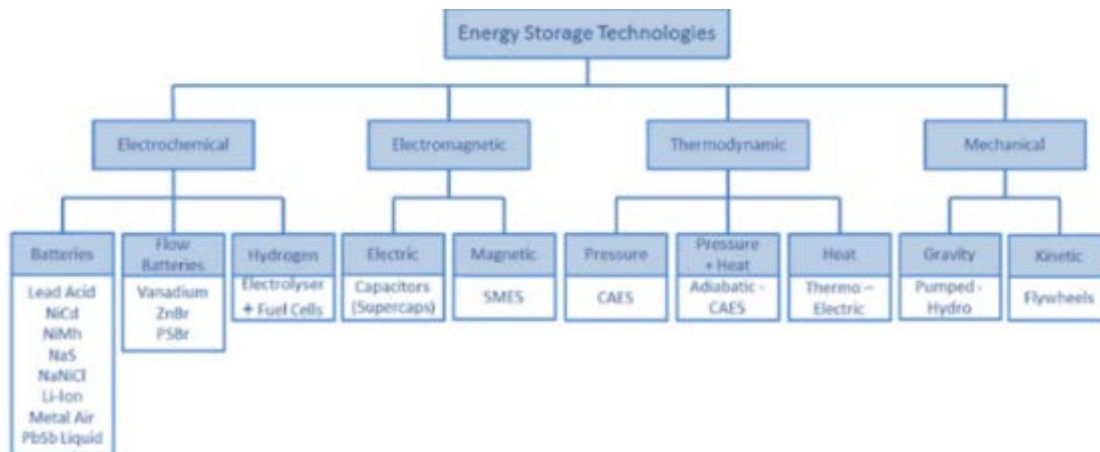 Energy Storage Technologies
Electrochemical
Electromagnetic
Thermodynamic
Mechanical
Batteries
Lead Acid
NiCd
NiMh
NaS
NaNiCl
Li-Ion
Metal Air
PbSb Liquid
Flow
Batteries
Vanadium
ZnBr
PSBr
Hydrogen
Electrolyser
+ Fuel Cells
Electric
Capacitors
(Supercaps)
Magnetic
SMES
Pressure
CAES
Pressure
+ Heat
Adiabatic -
CAES
Heat
Thermo –
Electric
Gravity
Pumped -
Hydro
Kinetic
Flywheels